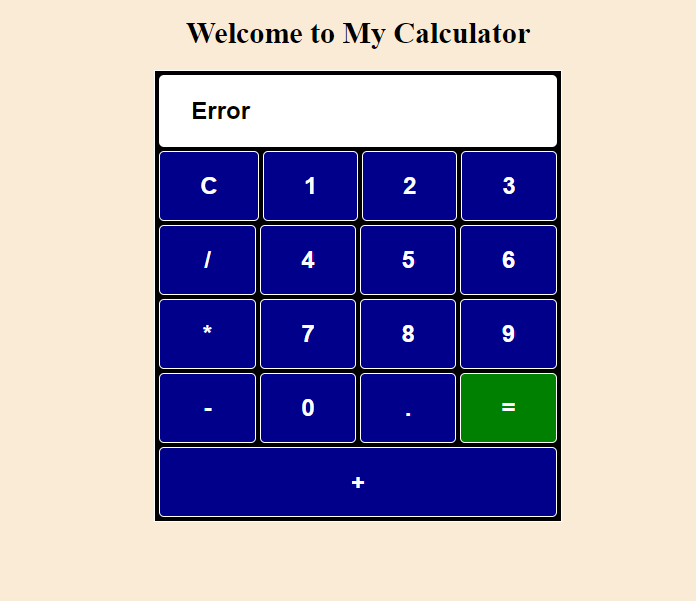 Welcome to My Calculator
Error
C 1 2 3
/ 4 5 6
* 7 8 9
- 0 . =
+